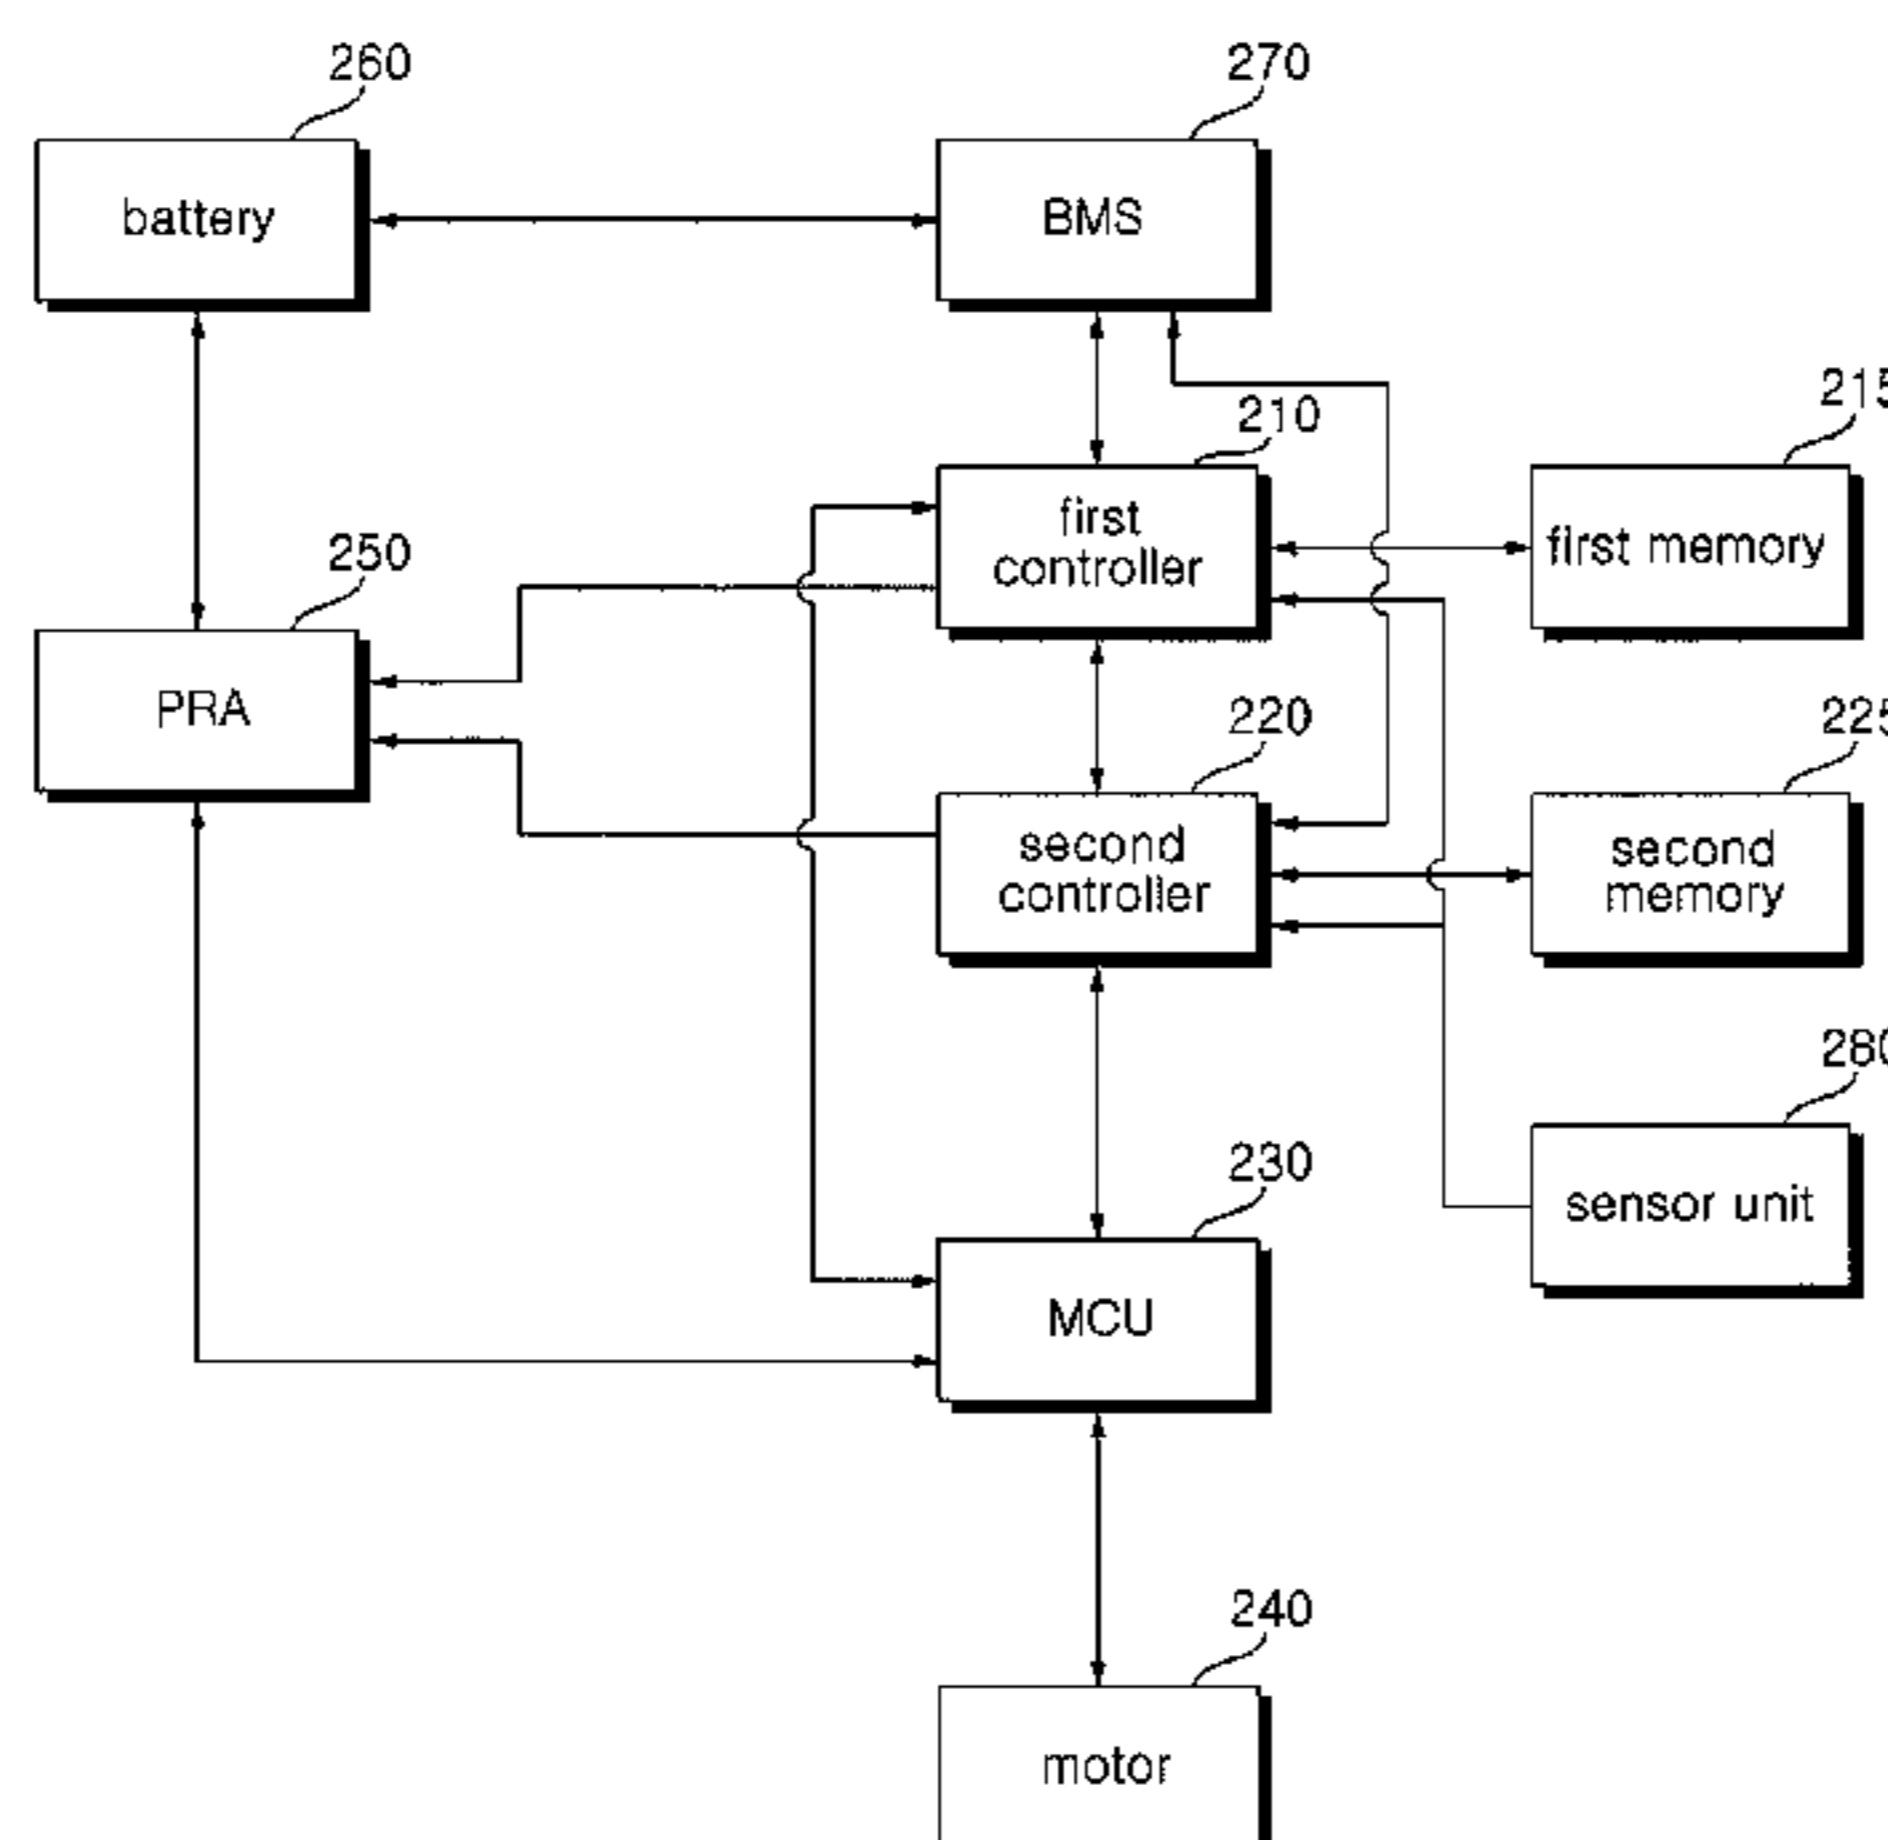 260
270
battery
BMS
215
210
first
controller
first memory
250
PRA
220
225
second
controller
second
memory
280
230
sensor unit
MCU
240
motor